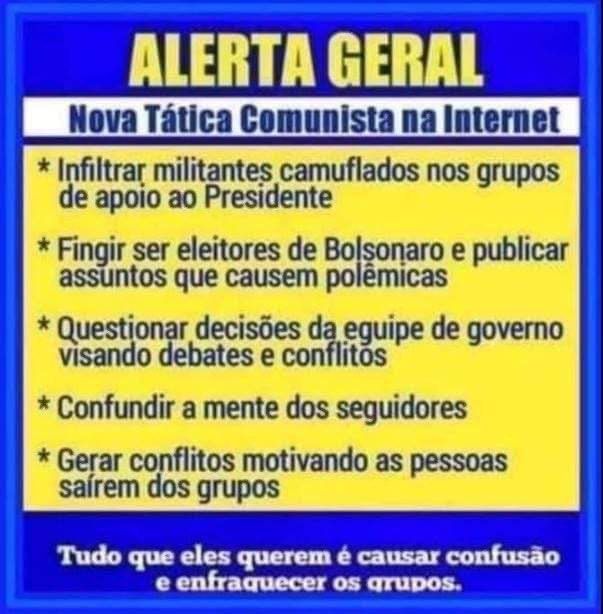 ALERTA GERAL
Nova Tática Comunista na Internet
* Infiltrar militantes camuflados nos grupos
de apoio ao Presidente
* Fingir ser eleitores de Bolsonaro e publicar
assuntos que causem polêmicas
* Questionar decisões da equipe de governo
visando debates e conflitos
* Confundir a mente dos seguidores
* Gerar conflitos motivando as pessoas
saírem dos grupos
Tudo que eles querem é causar confusão
e enfraquecer os grupos.